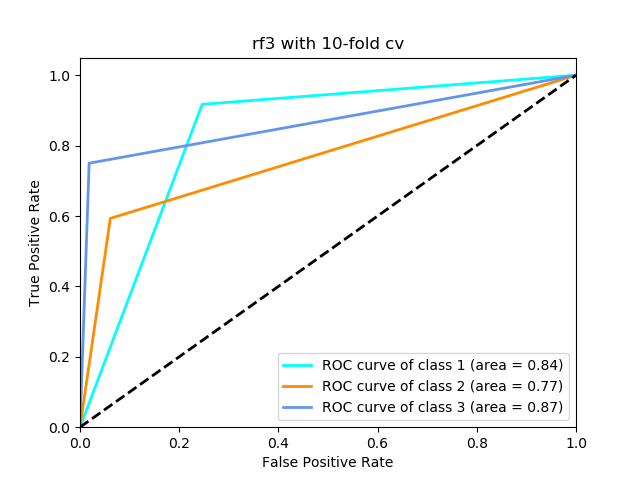 rf3 with 10-fold cv
1.0
0.8
0.6
0.4
0.2
0.0
True Positive Rate
ROC curve of class 1 (area = 0.84)
ROC curve of class 2 (area = 0.77)
ROC curve of class 3 (area = 0.87)
0.0 0.2 0.4 0.6 0.8 1.0
False Positive Rate